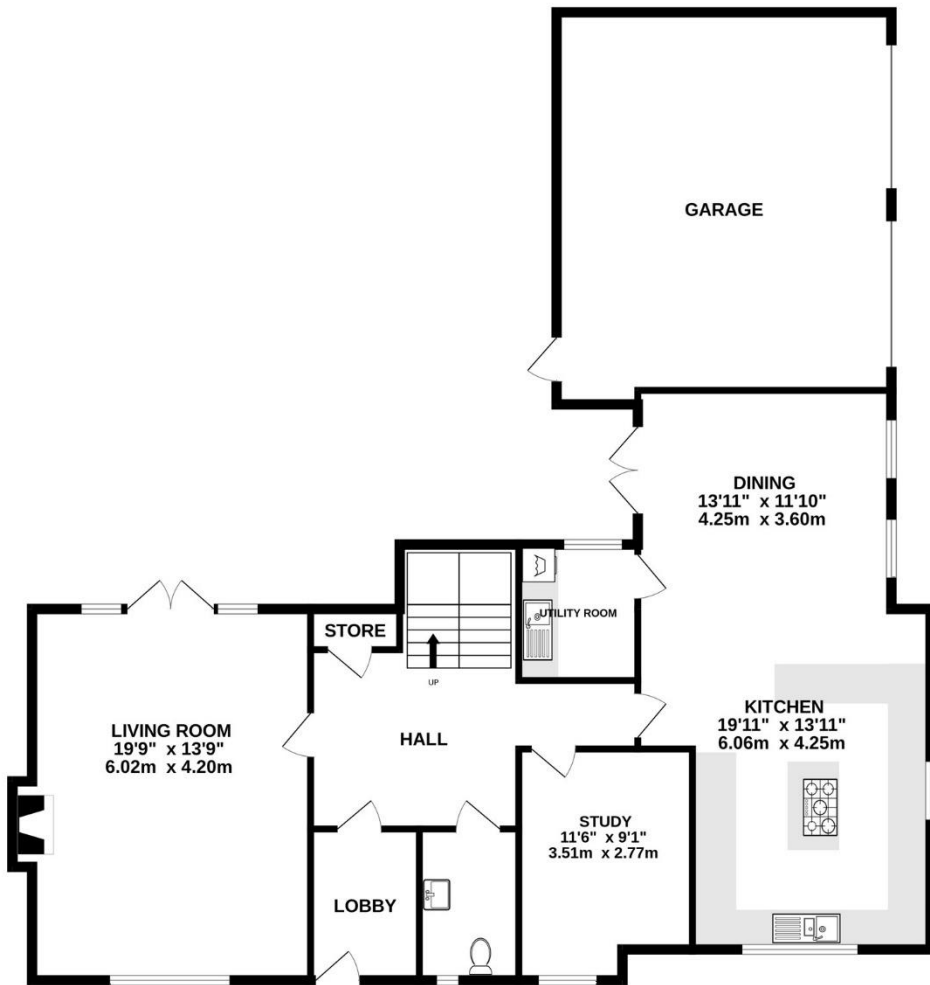 GARAGE
DINING
13'11" x 11'10"
4.25m x 3.60m
UTILITY ROOM
STORE
UP
LIVING ROOM
19'9" x 13'9"
6.02m x 4.20m
HALL
KITCHEN
19'11" x 13'11"
6.06m x 4.25m
STUDY
11'6" x 9'1"
3.51m x 2.77m
LOBBY